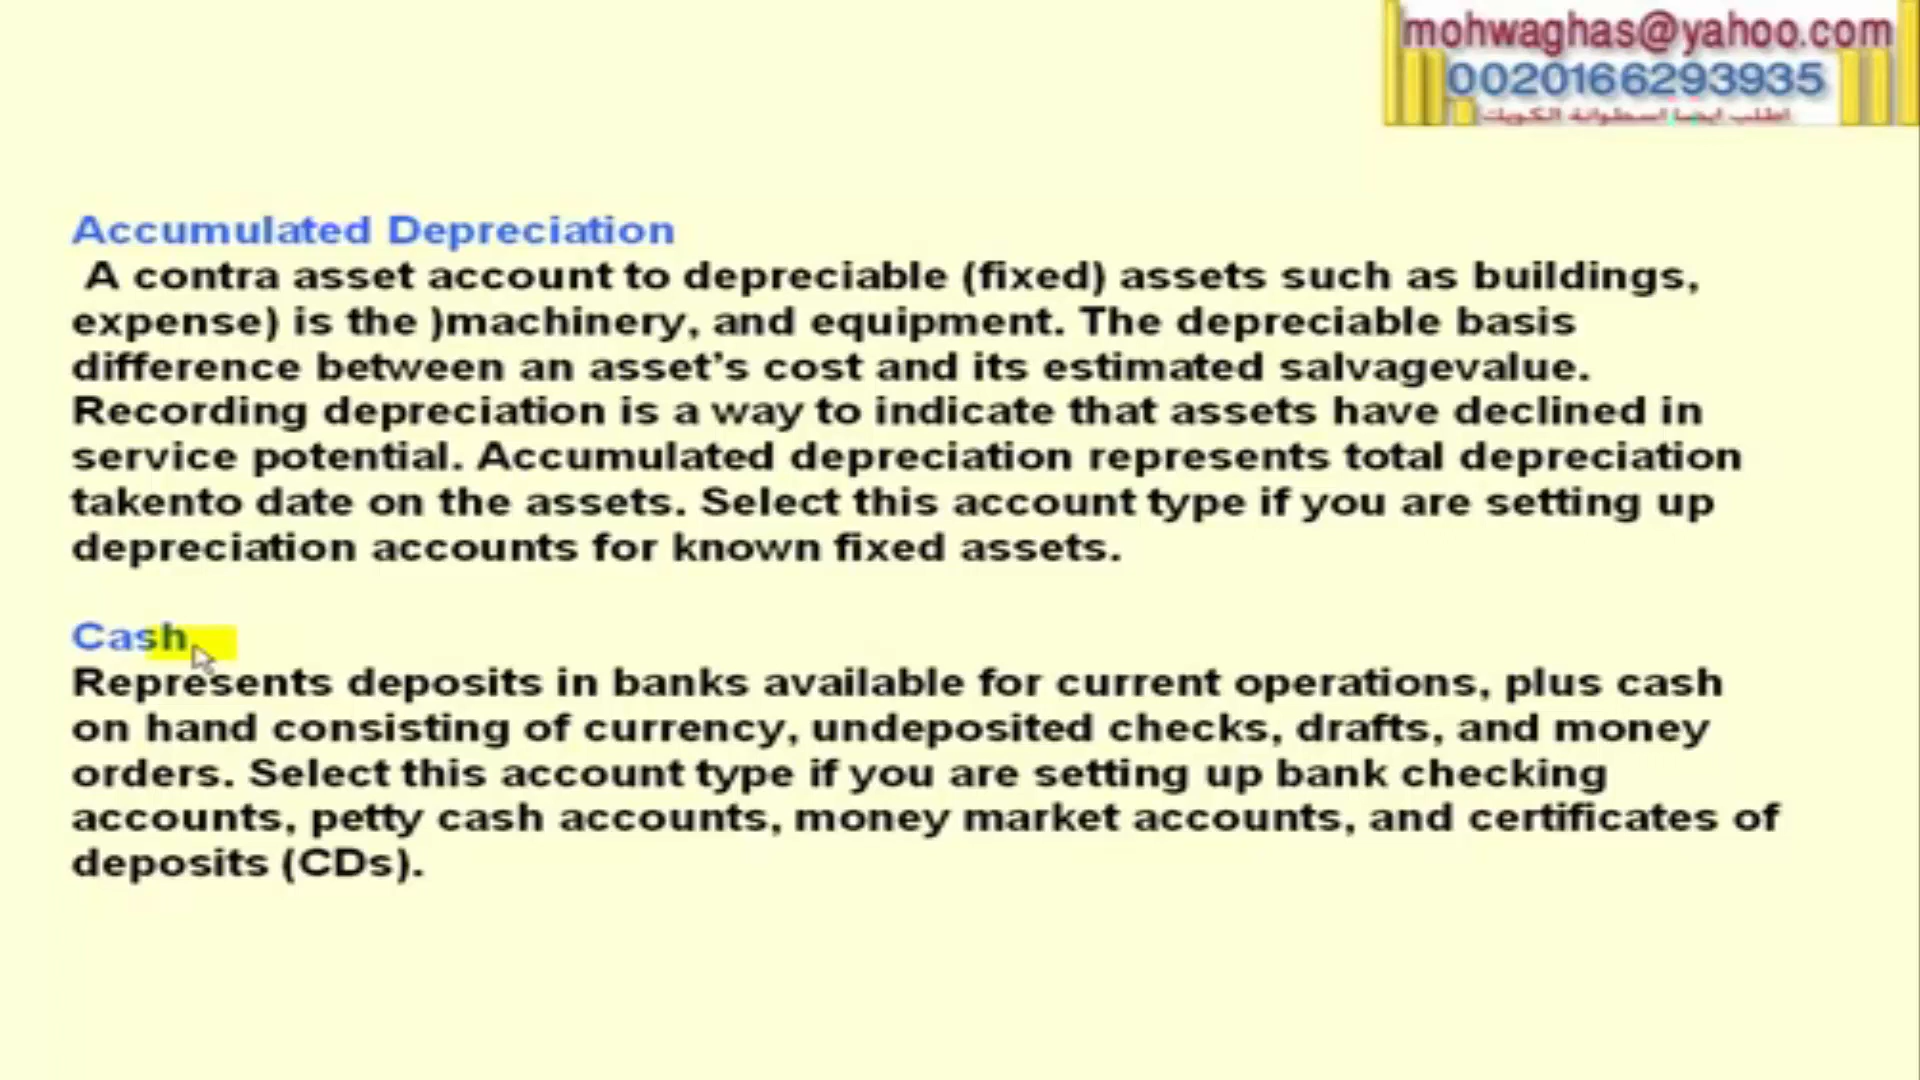 mohwaghas@yahoo.com
0020166293935
اطلب ايضا اسطوانة الكويت
Accumulated Depreciation
A contra asset account to depreciable (fixed) assets such as buildings,
expense) is the )machinery, and equipment. The depreciable basis
difference between an asset's cost and its estimated salvagevalue.
Recording depreciation is a way to indicate that assets have declined in
service potential. Accumulated depreciation represents total depreciation
takento date on the assets. Select this account type if you are setting up
depreciation accounts for known fixed assets.
Cash
Represents deposits in banks available for current operations, plus cash
on hand consisting of currency, undeposited checks, drafts, and money
orders. Select this account type if you are setting up bank checking
accounts, petty cash accounts, money market accounts, and certificates of
deposits (CDs).